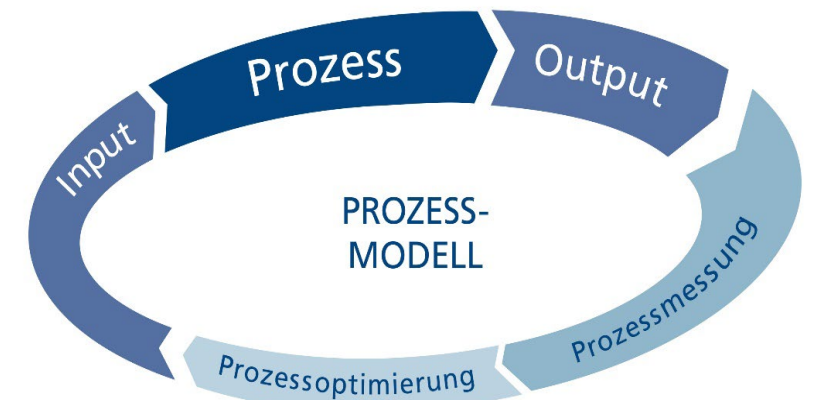 Input
Prozess
Output
PROZESS-
MODELL
Prozessmessung
Prozessoptimierung